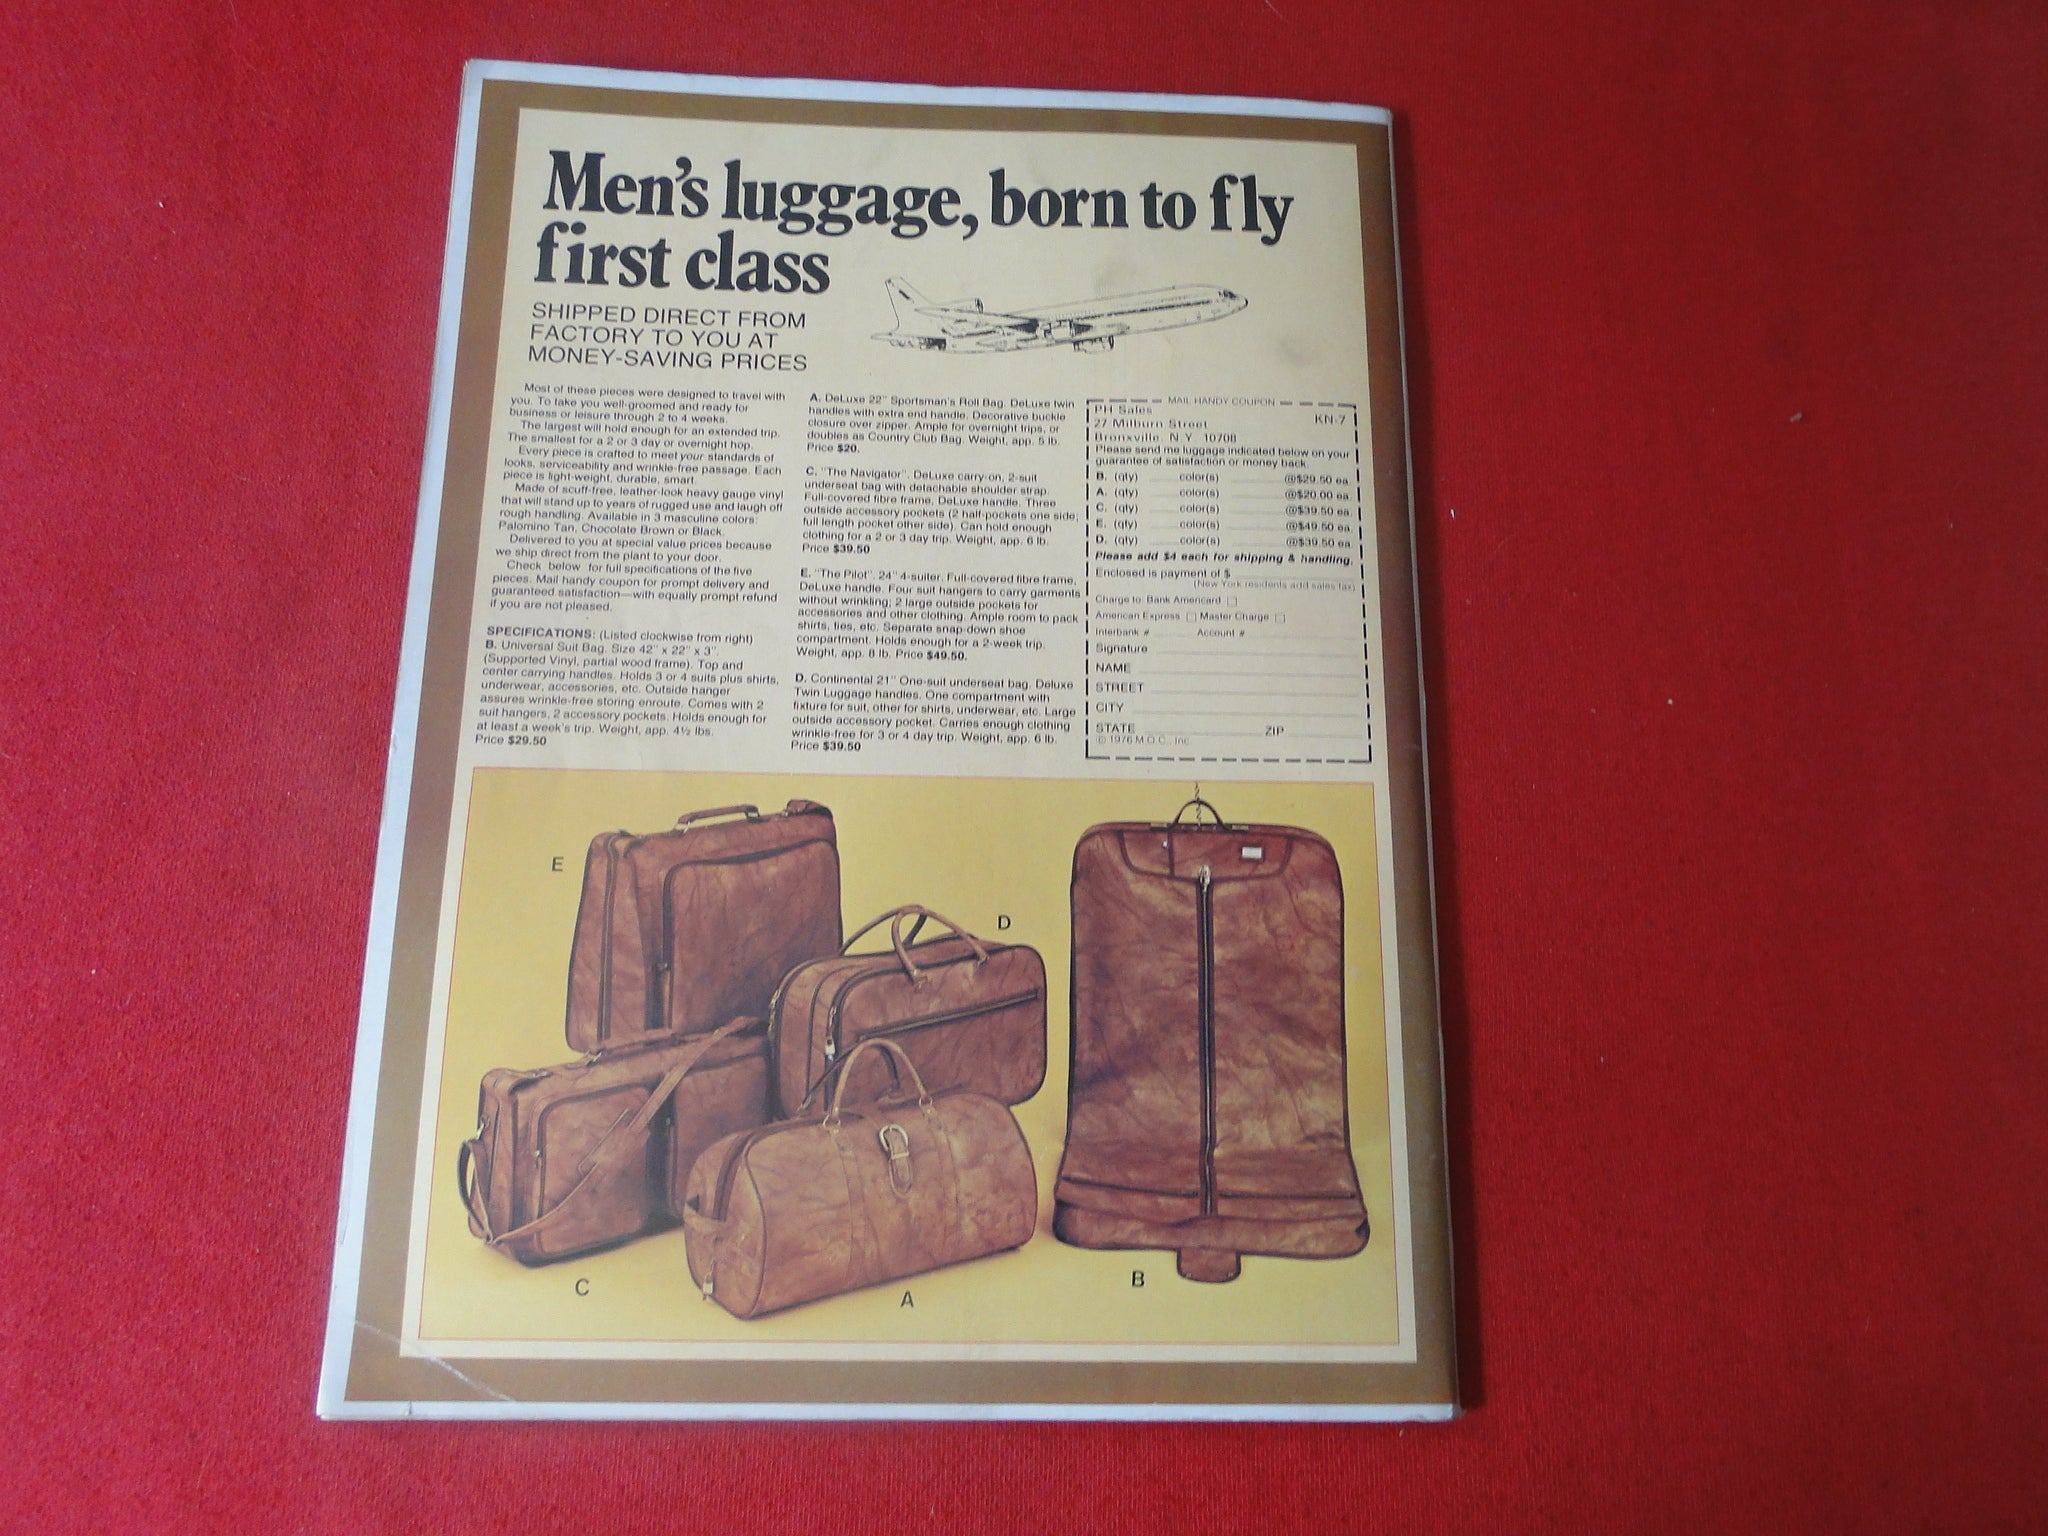 Men's luggage, born to fly
first class
SHIPPED DIRECT FROM
FACTORY TO YOU AT
MONEY-SAVING PRICES
Most of these pieces were designed to travel with
you. To take you well-groomed and ready for
business or leisure through 2 to 4 weeks.
The largest will hold enough for an extended trip.
The smallest for a 2 or 3 day or overnight hop.
Every piece is crafted to meet your standards of
looks, serviceability and wrinkle-free passage. Each
piece is light-weight, durable, smart.
Made of scuff-free, leather-look heavy gauge vinyl
that will stand up to years of rugged use and laugh off
rough handling. Available in 3 masculine colors:
Palomino Tan, Chocolate Brown or Black.
Delivered to you at special value prices because
we ship direct from the plant to your door.
Check below for full specifications of the five
pieces. Mail handy coupon for prompt delivery and
guaranteed satisfaction—with equally prompt refund
if you are not pleased.
SPECIFICATIONS: (Listed clockwise from right)
B. Universal Suit Bag. Size 42" x 22" x 3".
(Supported Vinyl, partial wood frame). Top and
center carrying handles. Holds 3 or 4 suits plus shirts,
underwear, accessories, etc. Outside hanger
assures wrinkle-free storing enroute. Comes with 2
suit hangers, 2 accessory pockets. Holds enough for
at least a week's trip. Weight, app. 4½ lbs.
Price $29.50
A. DeLuxe 22" Sportsman's Roll Bag. DeLuxe twin
handles with extra end handle. Decorative buckle
closure over zipper. Ample for overnight trips, or
doubles as Country Club Bag. Weight, app. 5 lb.
Price $20.
C. "The Navigator". DeLuxe carry-on, 2-suit
underseat bag with detachable shoulder strap.
Full-covered fibre frame, DeLuxe handle. Three
outside accessory pockets (2 half-pockets one side;
full length pocket other side). Can hold enough
clothing for a 2 or 3 day trip. Weight, app. 6 lb.
Price $39.50
E. "The Pilot". 24" 4-suiter. Full-covered fibre frame,
DeLuxe handle. Four suit hangers to carry garments
without wrinkling; 2 large outside pockets for
accessories and other clothing. Ample room to pack
shirts, ties, etc. Separate snap-down shoe
compartment. Holds enough for a 2-week trip.
Weight, app. 8 lb. Price $49.50.
D. Continental 21" One-suit underseat bag. Deluxe
Twin Luggage handles. One compartment with
fixture for suit, other for shirts, underwear, etc. Large
outside accessory pocket. Carries enough clothing
wrinkle-free for 3 or 4 day trip. Weight, app. 6 lb.
Price $39.50
MAIL HANDY COUPON
PH Sales KN-7
27 Milburn Street
Bronxville, N.Y. 10708
Please send me luggage indicated below on your
guarantee of satisfaction or money back.
B. (qty) color(s) @$29.50 ea.
A. (qty) color(s) @$20.00 ea.
C. (qty) color(s) @$39.50 ea.
E. (qty) color(s) @$49.50 ea.
D. (qty) color(s) @$39.50 ea.
Please add $4 each for shipping & handling.
Enclosed is payment of $
(New York residents add sales tax)
Charge to: Bank Americard
American Express Master Charge
Interbank # Account #
Signature
NAME
STREET
CITY
STATE ZIP
© 1976 M.O.C., Inc.
E
D
C
A
B